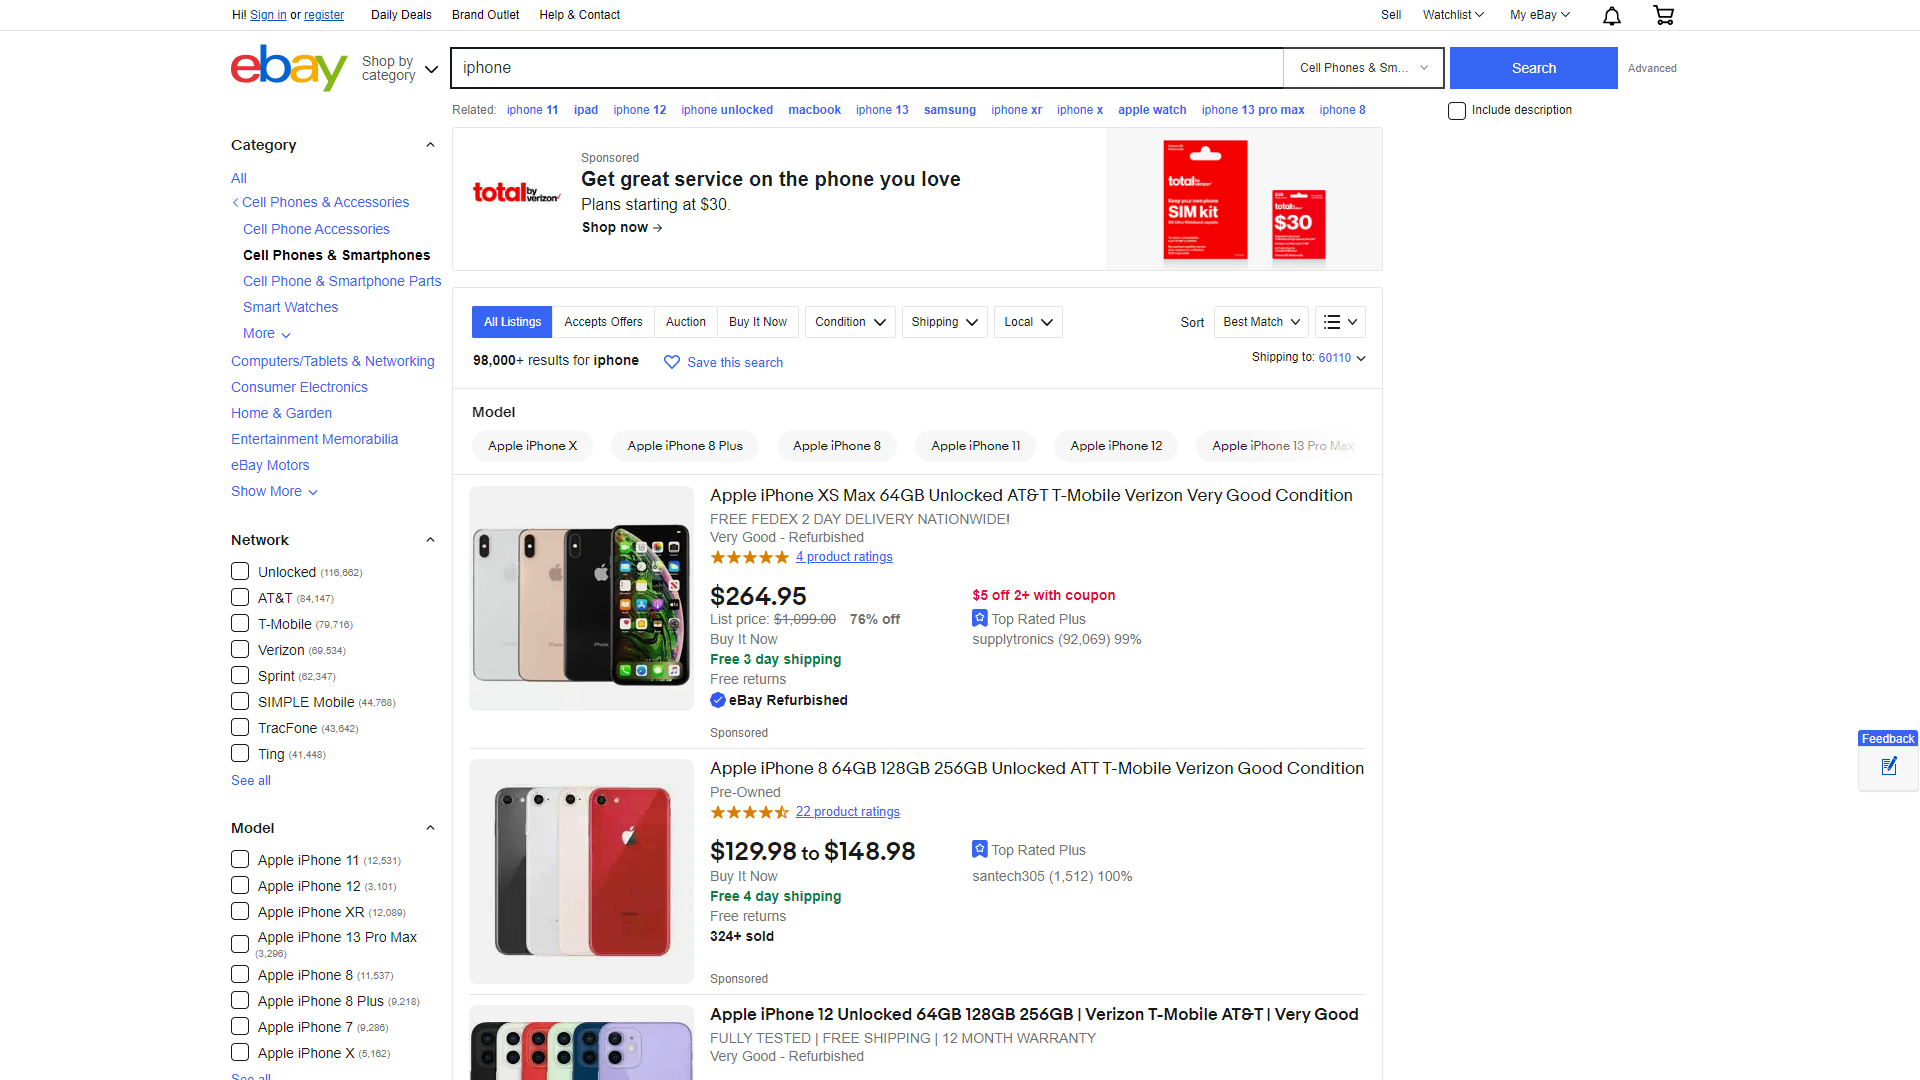 Hi! Sign in or register
Daily Deals
Brand Outlet
Help & Contact
Sell
Watchlist
My eBay
ebay
Shop by category
iphone
Cell Phones & Sm...
Search
Advanced
Related: iphone 11 ipad iphone 12 iphone unlocked macbook iphone 13 samsung iphone xr iphone x apple watch iphone 13 pro max iphone 8
Include description
Category
All
Cell Phones & Accessories
Cell Phone Accessories
Cell Phones & Smartphones
Cell Phone & Smartphone Parts
Smart Watches
More
Computers/Tablets & Networking
Consumer Electronics
Home & Garden
Entertainment Memorabilia
eBay Motors
Show More
Network
Unlocked (116,662)
AT&T (84,147)
T-Mobile (79,716)
Verizon (69,534)
Sprint (62,347)
SIMPLE Mobile (44,768)
TracFone (43,642)
Ting (41,448)
See all
Model
Apple iPhone 11 (12,531)
Apple iPhone 12 (3,101)
Apple iPhone XR (12,089)
Apple iPhone 13 Pro Max
(3,296)
Apple iPhone 8 (11,537)
Apple iPhone 8 Plus (9,218)
Apple iPhone 7 (9,286)
Apple iPhone X (5,162)
See all
total by verizon
Sponsored
Get great service on the phone you love
Plans starting at $30.
Shop now →
total by verizon
Keep your own phone
SIM kit
total
$30
All Listings
Accepts Offers
Auction
Buy It Now
Condition
Shipping
Local
Sort
Best Match
98,000+ results for iphone
Save this search
Shipping to: 60110
Model
Apple iPhone X
Apple iPhone 8 Plus
Apple iPhone 8
Apple iPhone 11
Apple iPhone 12
Apple iPhone 13 Pro Max
Apple iPhone XS Max 64GB Unlocked AT&T T-Mobile Verizon Very Good Condition
FREE FEDEX 2 DAY DELIVERY NATIONWIDE!
Very Good - Refurbished
4 product ratings
$264.95
List price: $1,099.00 76% off
Buy It Now
Free 3 day shipping
Free returns
eBay Refurbished
$5 off 2+ with coupon
Top Rated Plus
supplytronics (92,069) 99%
Sponsored
Apple iPhone 8 64GB 128GB 256GB Unlocked ATT T-Mobile Verizon Good Condition
Pre-Owned
22 product ratings
$129.98 to $148.98
Buy It Now
Free 4 day shipping
Free returns
324+ sold
Top Rated Plus
santech305 (1,512) 100%
Sponsored
Apple iPhone 12 Unlocked 64GB 128GB 256GB | Verizon T-Mobile AT&T | Very Good
FULLY TESTED | FREE SHIPPING | 12 MONTH WARRANTY
Very Good - Refurbished
Feedback